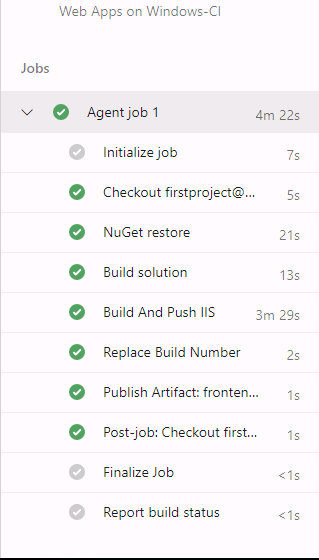 Web Apps on Windows-CI
Jobs
Agent job 1 4m 22s
Initialize job 7s
Checkout firstproject@... 5s
NuGet restore 21s
Build solution 13s
Build And Push IIS 3m 29s
Replace Build Number 2s
Publish Artifact: fronten... 1s
Post-job: Checkout first... 1s
Finalize Job <1s
Report build status <1s